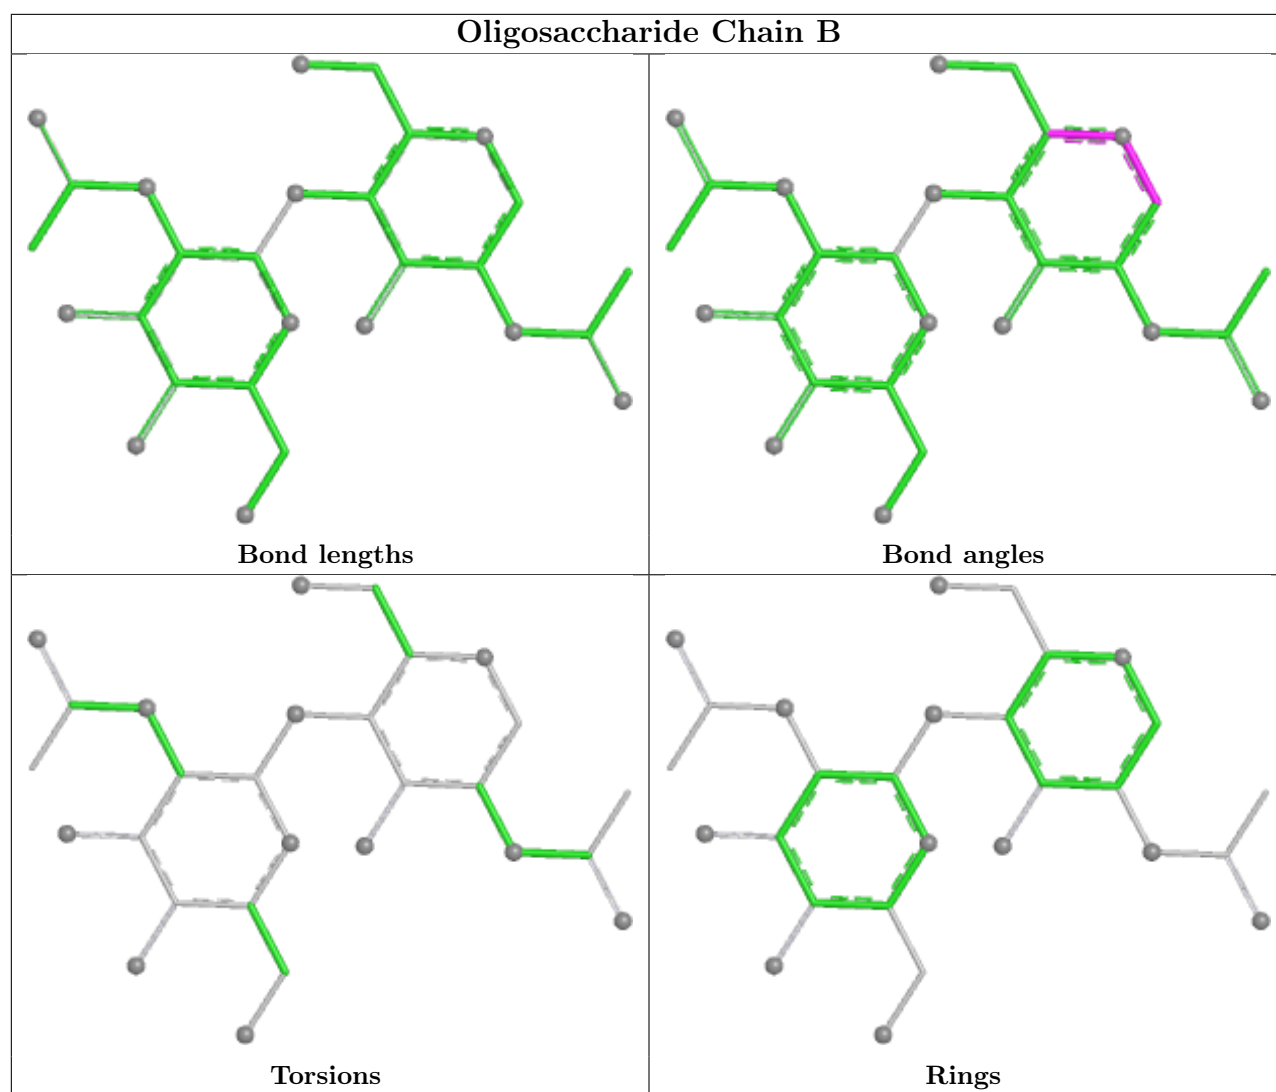 Oligosaccharide Chain B
Bond lengths
Bond angles
Torsions
Rings